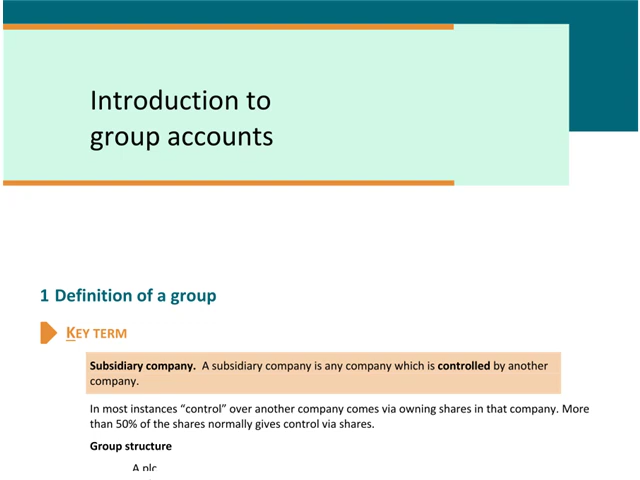 Introduction to
group accounts
1 Definition of a group
KEY TERM
Subsidiary company. A subsidiary company is any company which is controlled by another
company.
In most instances “control” over another company comes via owning shares in that company. More
than 50% of the shares normally gives control via shares.
Group structure
A plc